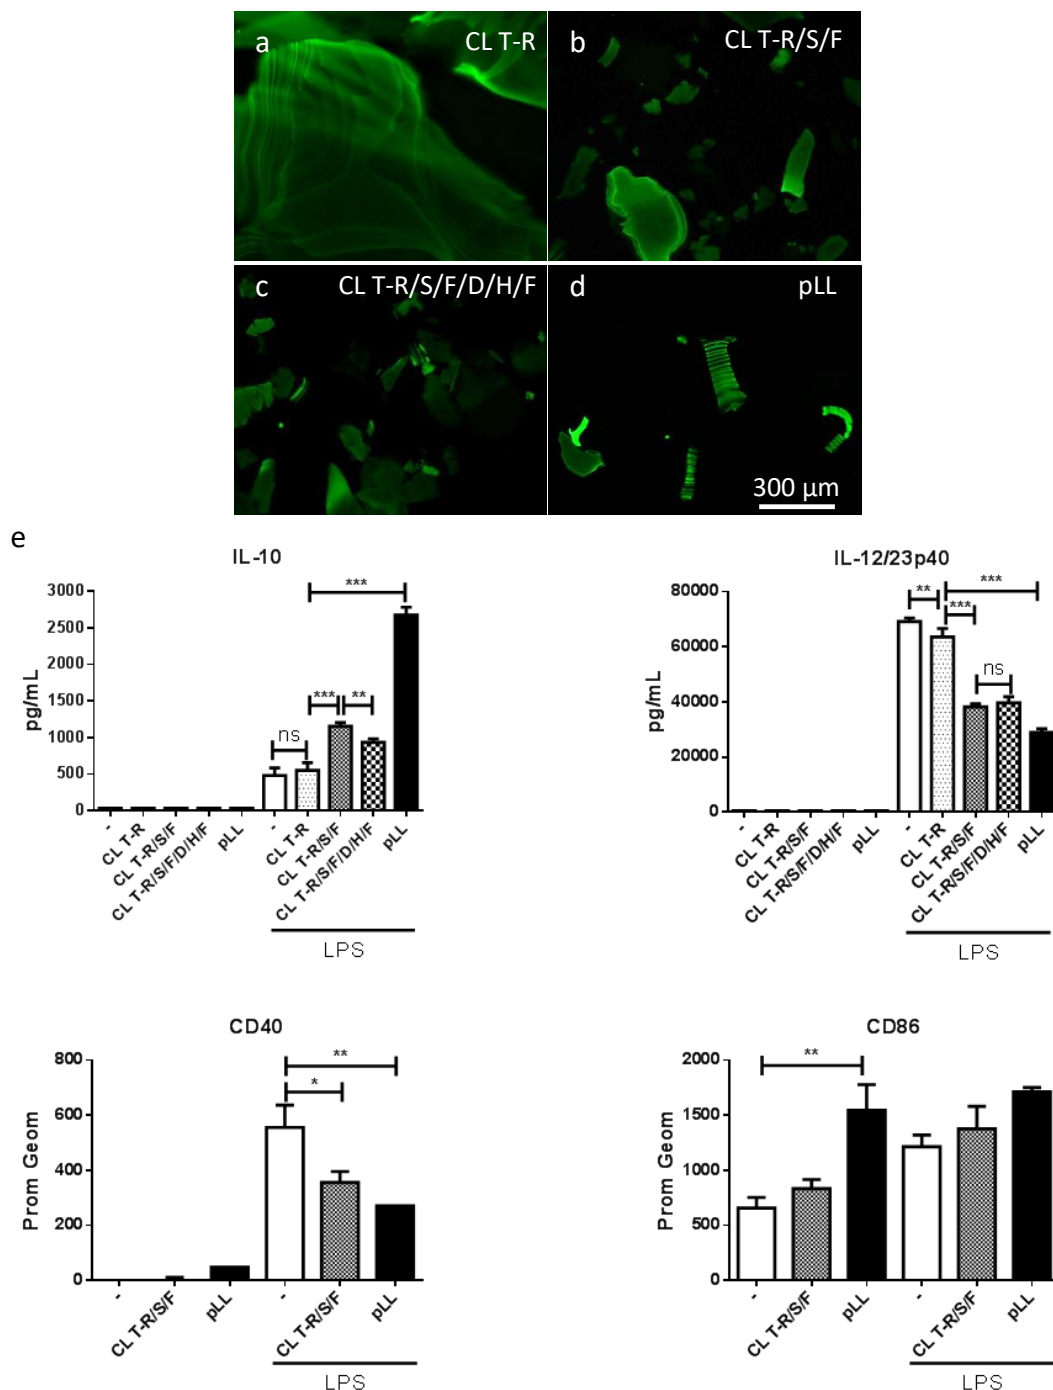 a CL T-R
b CL T-R/S/F
c CL T-R/S/F/D/H/F
d pLL
300 µm
e
IL-10
***
3000
2500
2000
1500
1000
500
0
pg/mL
*** **
ns
- CL T-R CL T-R/S/F CL T-R/S/F/D/H/F pLL - CL T-R CL T-R/S/F CL T-R/S/F/D/H/F pLL
LPS
IL-12/23p40
** ***
***
ns
80000
60000
40000
20000
0
pg/mL
- CL T-R CL T-R/S/F CL T-R/S/F/D/H/F pLL - CL T-R CL T-R/S/F CL T-R/S/F/D/H/F pLL
LPS
CD40
**
*
800
600
400
200
0
Prom Geom
- CL T-R/S/F pLL - CL T-R/S/F pLL
LPS
CD86
**
2000
1500
1000
500
0
Prom Geom
- CL T-R/S/F pLL - CL T-R/S/F pLL
LPS